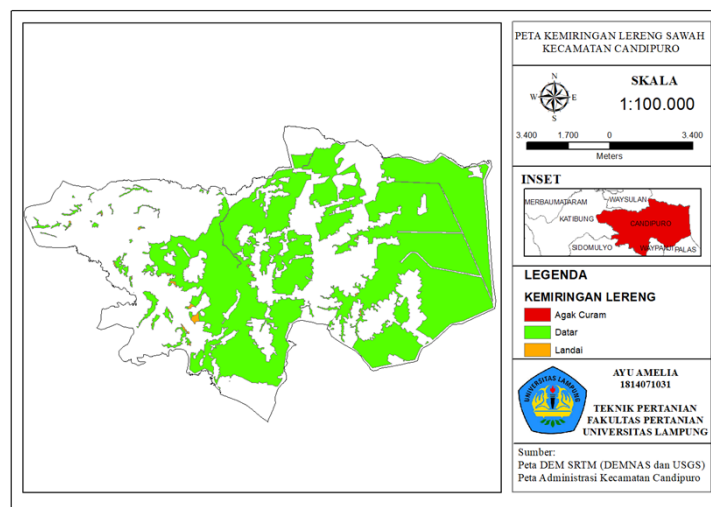 PETA KEMIRINGAN LERENG SAWAH
KECAMATAN CANDIPURO
N
W
E
S
SKALA
1:100.000
3.400 1.700 0 3.400
Meters
INSET
MERBAUMATARAM
WAYSULAN
KATIBUNG
CANDIPURO
SIDOMULYO
PALAS
LEGENDA
KEMIRINGAN LERENG
Agak Curam
Datar
Landai
UNIVERSITAS LAMPUNG
AYU AMELIA
1814071031
TEKNIK PERTANIAN
FAKULTAS PERTANIAN
UNIVERSITAS LAMPUNG
Sumber:
Peta DEM SRTM (DEMNAS dan USGS)
Peta Administrasi Kecamatan Candipuro